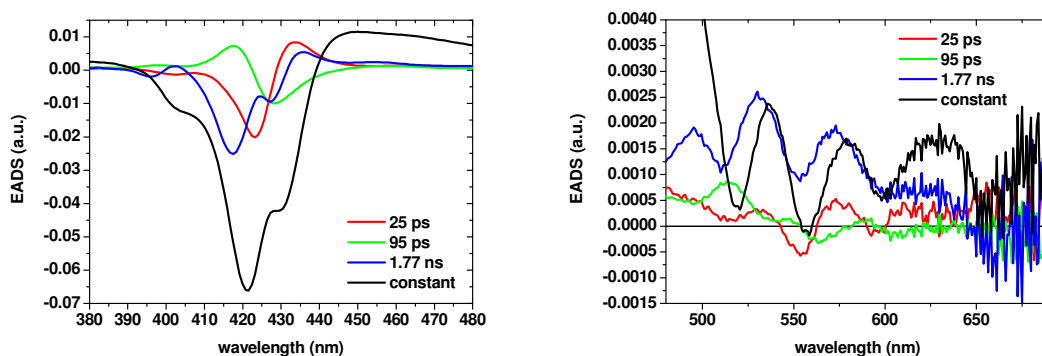 0.01
0.00
-0.01
-0.02
-0.03
-0.04
-0.05
-0.06
-0.07
EADS (a.u.)
380 390 400 410 420 430 440 450 460 470 480
wavelength (nm)
25 ps
95 ps
1.77 ns
constant
0.0040
0.0035
0.0030
0.0025
0.0020
0.0015
0.0010
0.0005
0.0000
-0.0005
-0.0010
-0.0015
EADS (a.u.)
500 550 600 650
wavelength (nm)
25 ps
95 ps
1.77 ns
constant